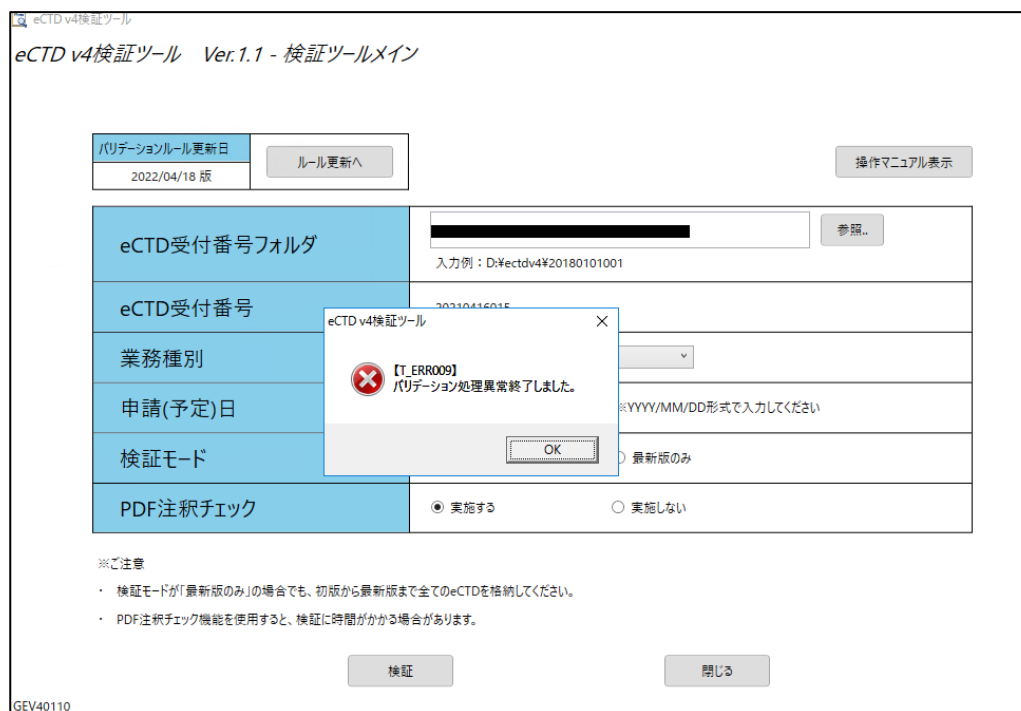 eCTD v4検証ツール
eCTD v4検証ツール Ver.1.1 - 検証ツールメイン
バリデーションルール更新日
2022/04/18 版
ルール更新へ
操作マニュアル表示
eCTD受付番号フォルダ
参照..
入力例：D:¥ectdv4¥20180101001
eCTD受付番号
20210416015
eCTD v4検証ツール
業務種別
【T_ERR009】
バリデーション処理異常終了しました。
申請(予定)日
※YYYY/MM/DD形式で入力してください
OK
検証モード
最新版のみ
PDF注釈チェック
実施する
実施しない
※ご注意
・ 検証モードが「最新版のみ」の場合でも、初版から最新版まで全てのeCTDを格納してください。
・ PDF注釈チェック機能を使用すると、検証に時間がかかる場合があります。
検証
閉じる
GEV40110